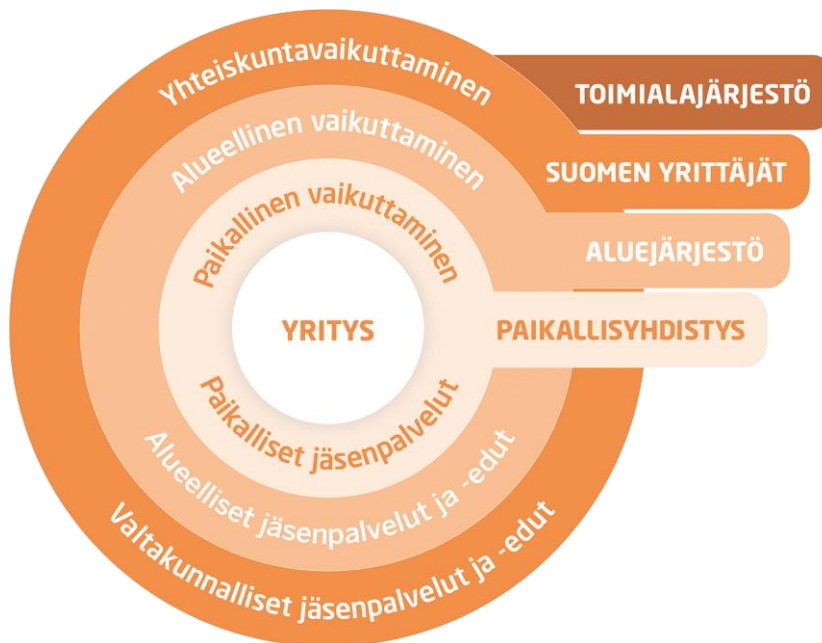 Yhteiskuntavaikuttaminen
TOIMIALAJÄRJESTÖ
Alueellinen vaikuttaminen
SUOMEN YRITTÄJÄT
Paikallinen vaikuttaminen
ALUEJÄRJESTÖ
YRITYS
PAIKALLISYHDISTYS
Paikalliset jäsenpalvelut
Alueelliset jäsenpalvelut ja -edut
Valtakunnalliset jäsenpalvelut ja -edut